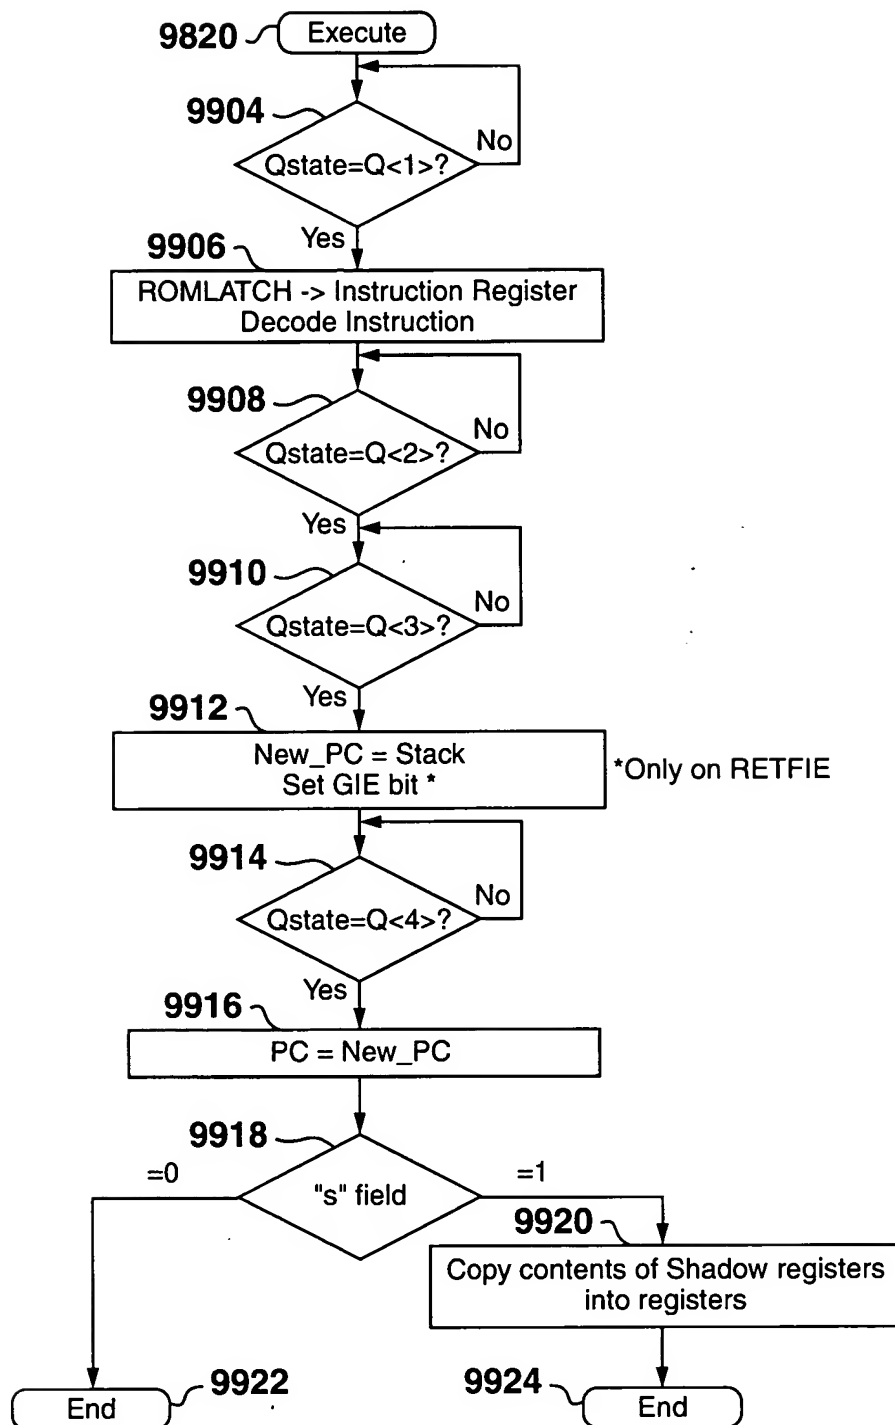 9820
Execute
9904
Qstate=Q<1>?
No
Yes
9906
ROMLATCH -> Instruction Register
Decode Instruction
9908
Qstate=Q<2>?
No
Yes
9910
Qstate=Q<3>?
No
Yes
9912
New_PC = Stack
Set GIE bit *
*Only on RETFIE
9914
Qstate=Q<4>?
No
Yes
9916
PC = New_PC
9918
"s" field
=0
=1
9920
Copy contents of Shadow registers
into registers
9922
End
9924
End